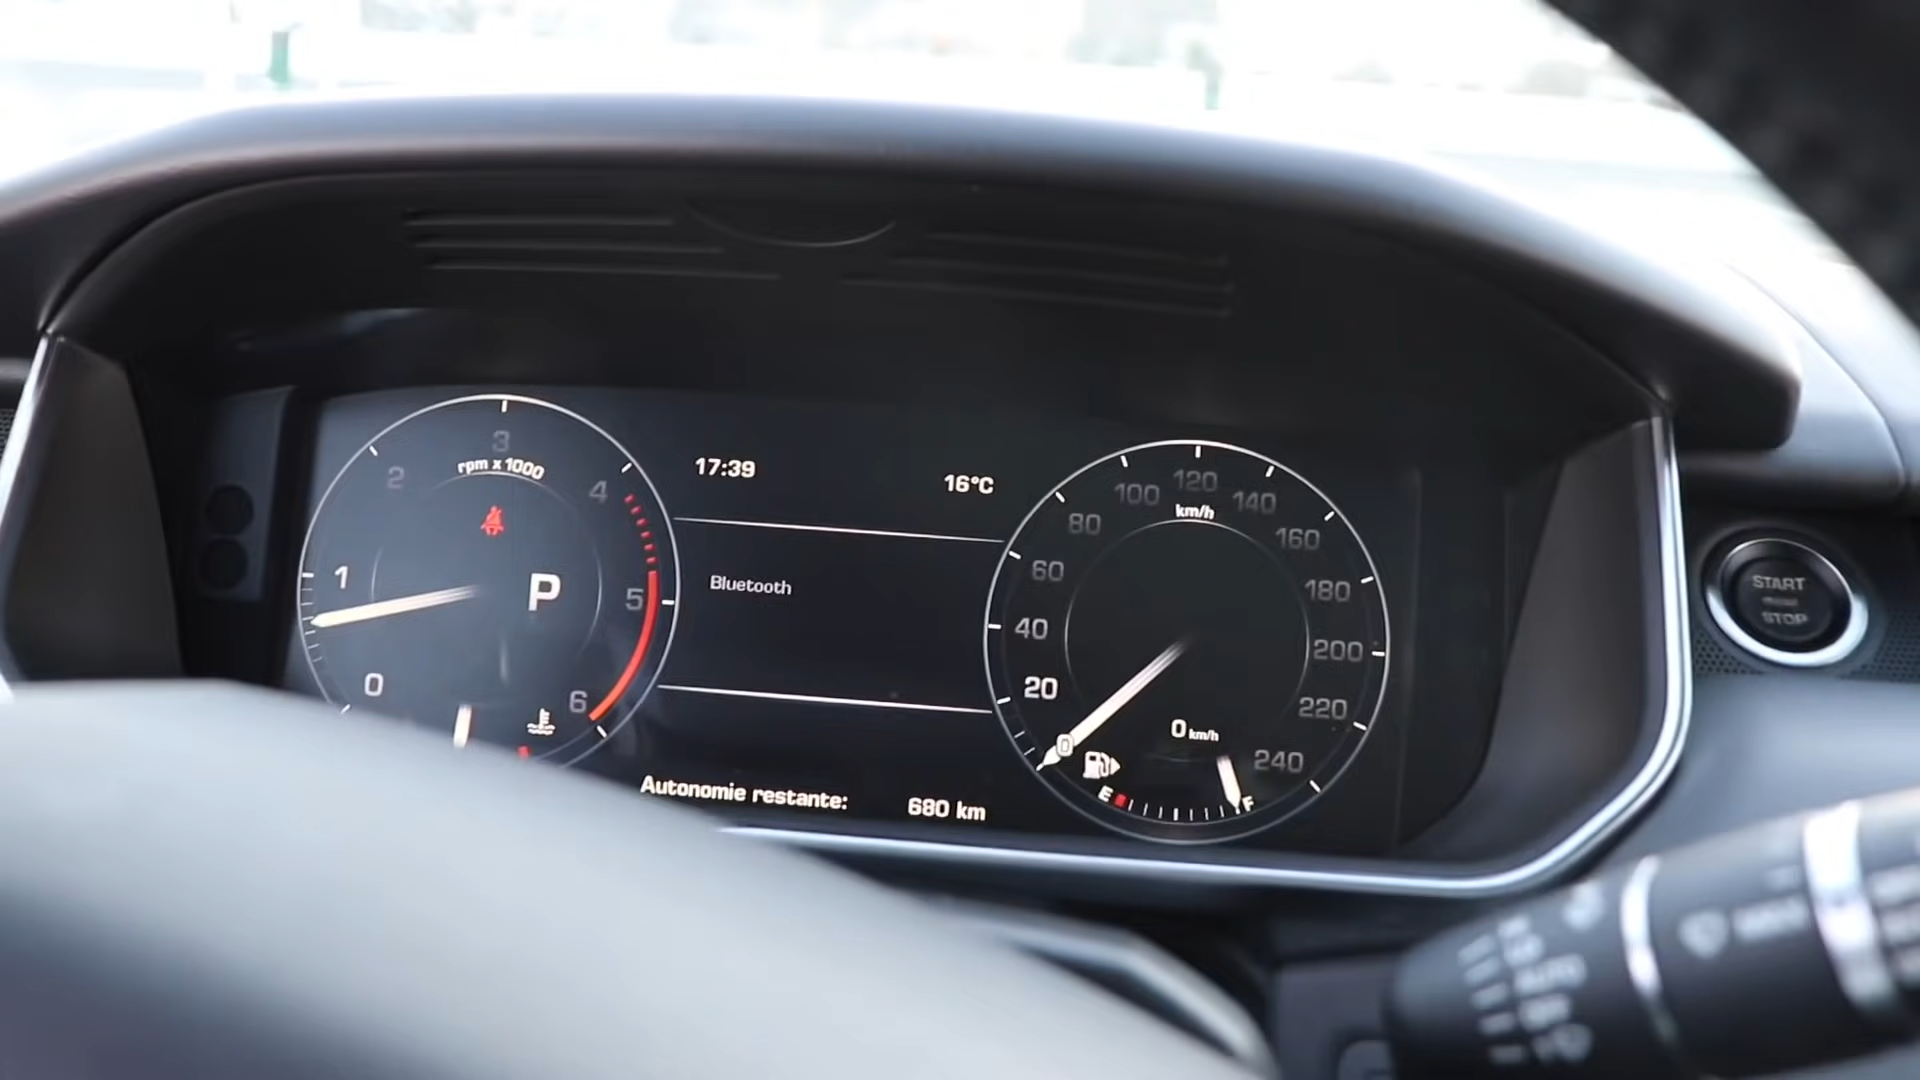 3
rpm x 1000
2
4
1
P
5
0
6
17:39
16°C
Bluetooth
Autonomie restante:
680 km
120
100
140
km/h
80
160
60
180
40
200
20
220
0 km/h
0
240
E
F
START
STOP